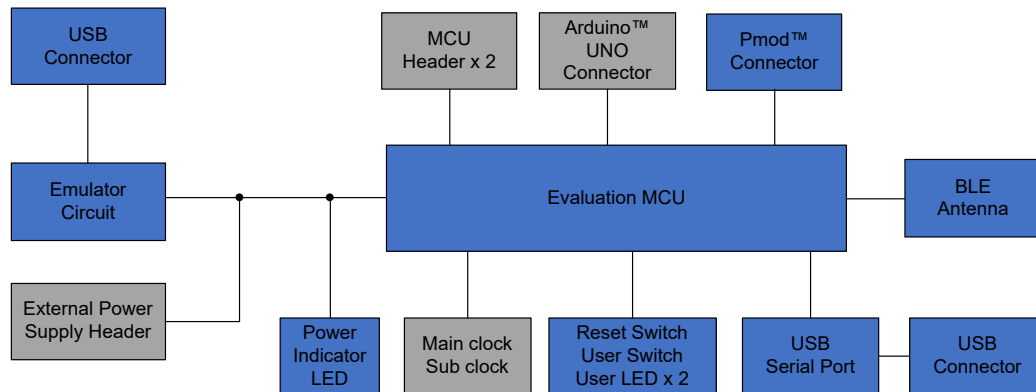 USB
Connector
MCU
Header x 2
Arduino™
UNO
Connector
Pmod™
Connector
Emulator
Circuit
Evaluation MCU
BLE
Antenna
External Power
Supply Header
Power
Indicator
LED
Main clock
Sub clock
Reset Switch
User Switch
User LED x 2
USB
Serial Port
USB
Connector